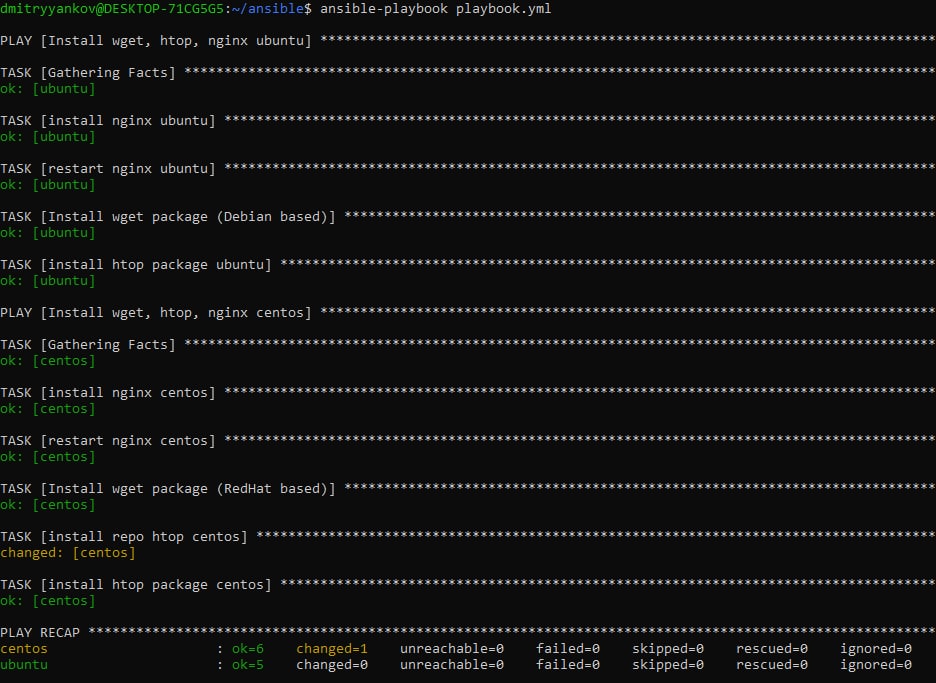 dmitryyankov@DESKTOP-71CG5G5:~/ansible$ ansible-playbook playbook.yml
PLAY [Install wget, htop, nginx ubuntu] *****************************************************************************
TASK [Gathering Facts] **********************************************************************************************
ok: [ubuntu]
TASK [install nginx ubuntu] *****************************************************************************************
ok: [ubuntu]
TASK [restart nginx ubuntu] *****************************************************************************************
ok: [ubuntu]
TASK [Install wget package (Debian based)] **************************************************************************
ok: [ubuntu]
TASK [install htop package ubuntu] **********************************************************************************
ok: [ubuntu]
PLAY [Install wget, htop, nginx centos] *****************************************************************************
TASK [Gathering Facts] **********************************************************************************************
ok: [centos]
TASK [install nginx centos] *****************************************************************************************
ok: [centos]
TASK [restart nginx centos] *****************************************************************************************
ok: [centos]
TASK [Install wget package (RedHat based)] **************************************************************************
ok: [centos]
TASK [install repo htop centos] *************************************************************************************
changed: [centos]
TASK [install htop package centos] **********************************************************************************
ok: [centos]
PLAY RECAP **********************************************************************************************************
centos                     : ok=6    changed=1    unreachable=0    failed=0    skipped=0    rescued=0    ignored=0
ubuntu                     : ok=5    changed=0    unreachable=0    failed=0    skipped=0    rescued=0    ignored=0